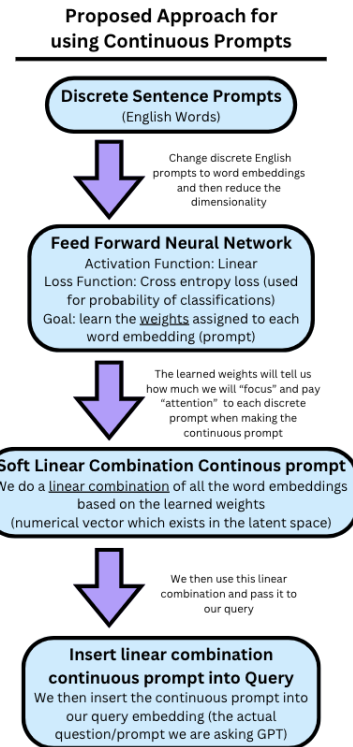 Proposed Approach for
using Continuous Prompts
Discrete Sentence Prompts
(English Words)
Change discrete English
prompts to word embeddings
and then reduce the
dimensionality
Feed Forward Neural Network
Activation Function: Linear
Loss Function: Cross entropy loss (used
for probability of classifications)
Goal: learn the weights assigned to each
word embedding (prompt)
The learned weights will tell us
how much we will “focus” and pay
“attention” to each discrete
prompt when making the
continuous prompt
Soft Linear Combination Continous prompt
We do a linear combination of all the word embeddings
based on the learned weights
(numerical vector which exists in the latent space)
We then use this linear
combination and pass it to
our query
Insert linear combination
continuous prompt into Query
We then insert the continuous prompt into
our query embedding (the actual
question/prompt we are asking GPT)